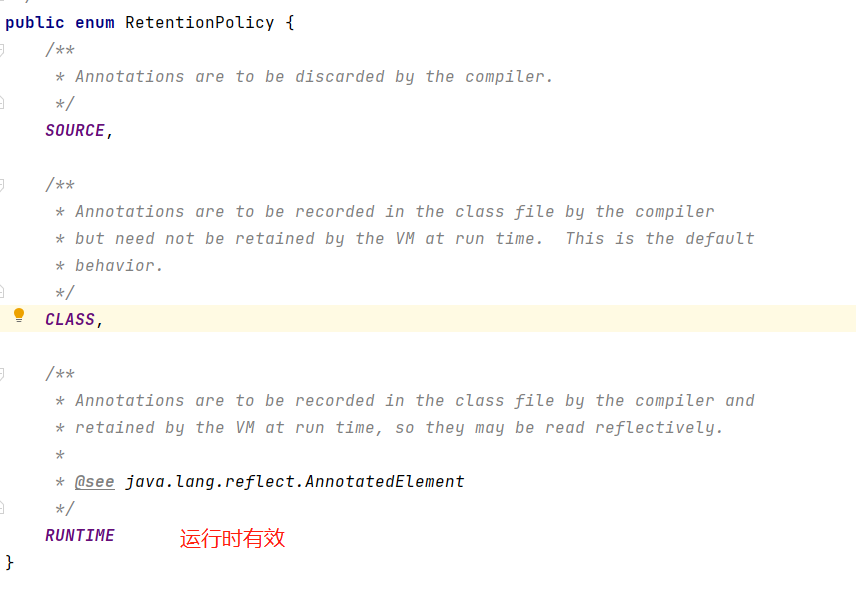 public enum RetentionPolicy {
/**
* Annotations are to be discarded by the compiler.
*/
SOURCE,
/**
* Annotations are to be recorded in the class file by the compiler
* but need not be retained by the VM at run time.  This is the default
* behavior.
*/
CLASS,
/**
* Annotations are to be recorded in the class file by the compiler and
* retained by the VM at run time, so they may be read reflectively.
*
* @see java.lang.reflect.AnnotatedElement
*/
RUNTIME 运行时有效
}